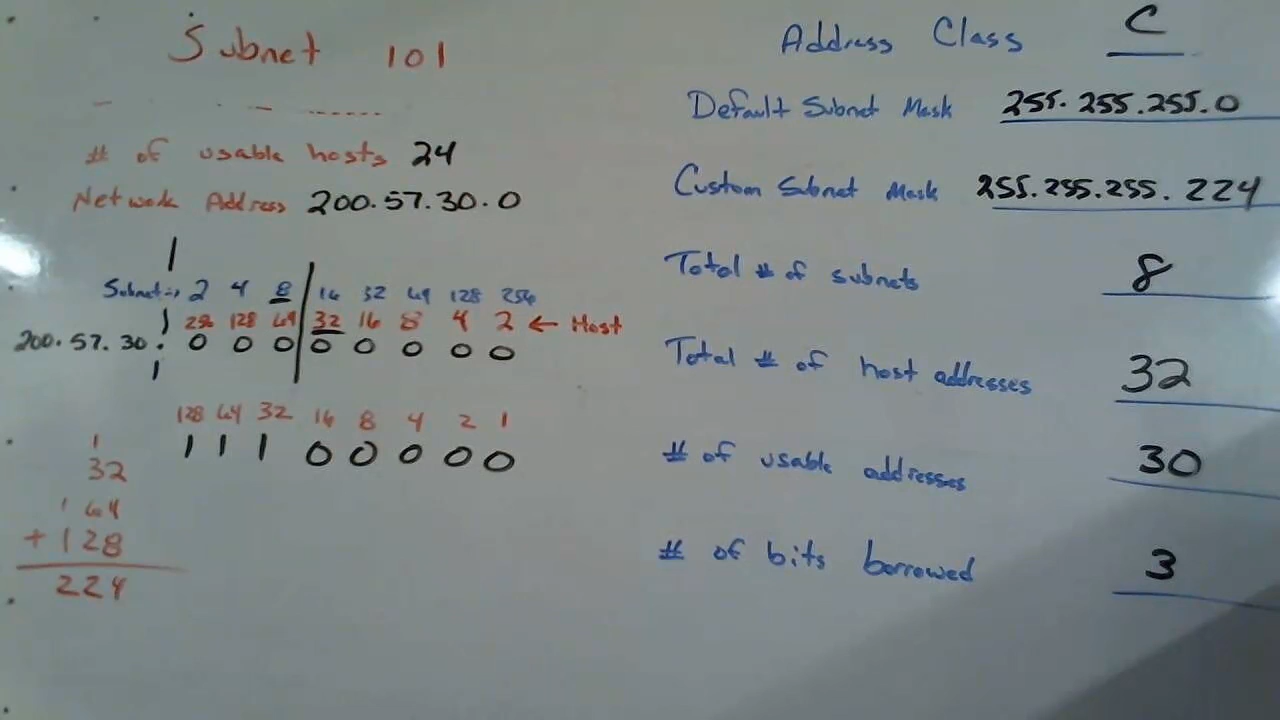 Subnet 101
# of usable hosts 24
Network Address 200.57.30.0
Subnet → 2 4 8 16 32 64 128 256
256 128 64 32 16 8 4 2 ← Host
200.57.30. 0 0 0 0 0 0 0 0
128 64 32 16 8 4 2 1
1 1 1 0 0 0 0 0
1
32
1 64
+ 128
224
Address Class C
Default Subnet Mask 255.255.255.0
Custom Subnet Mask 255.255.255.224
Total # of subnets 8
Total # of host addresses 32
# of usable addresses 30
# of bits borrowed 3